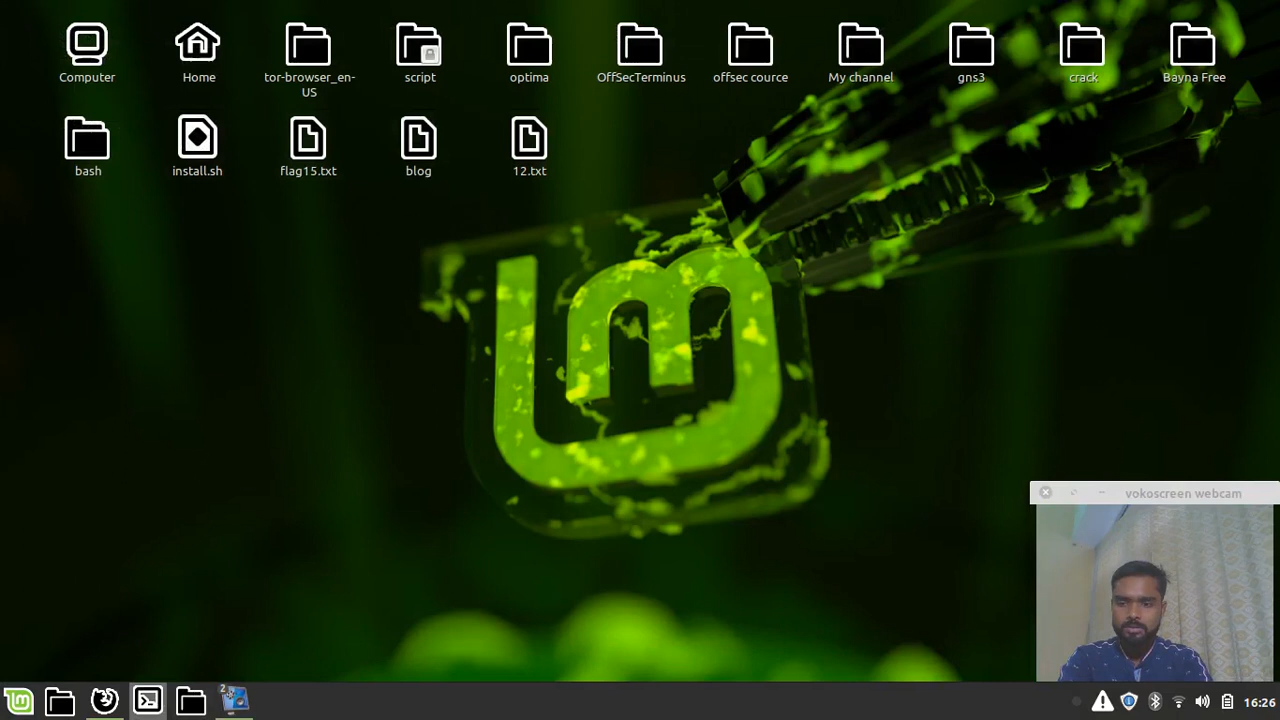 Computer
Home
tor-browser_en-
US
script
optima
OffSecTerminus
offsec cource
My channel
gns3
crack
Bayna Free
bash
install.sh
flag15.txt
blog
12.txt
vokoscreen webcam
2
16:26